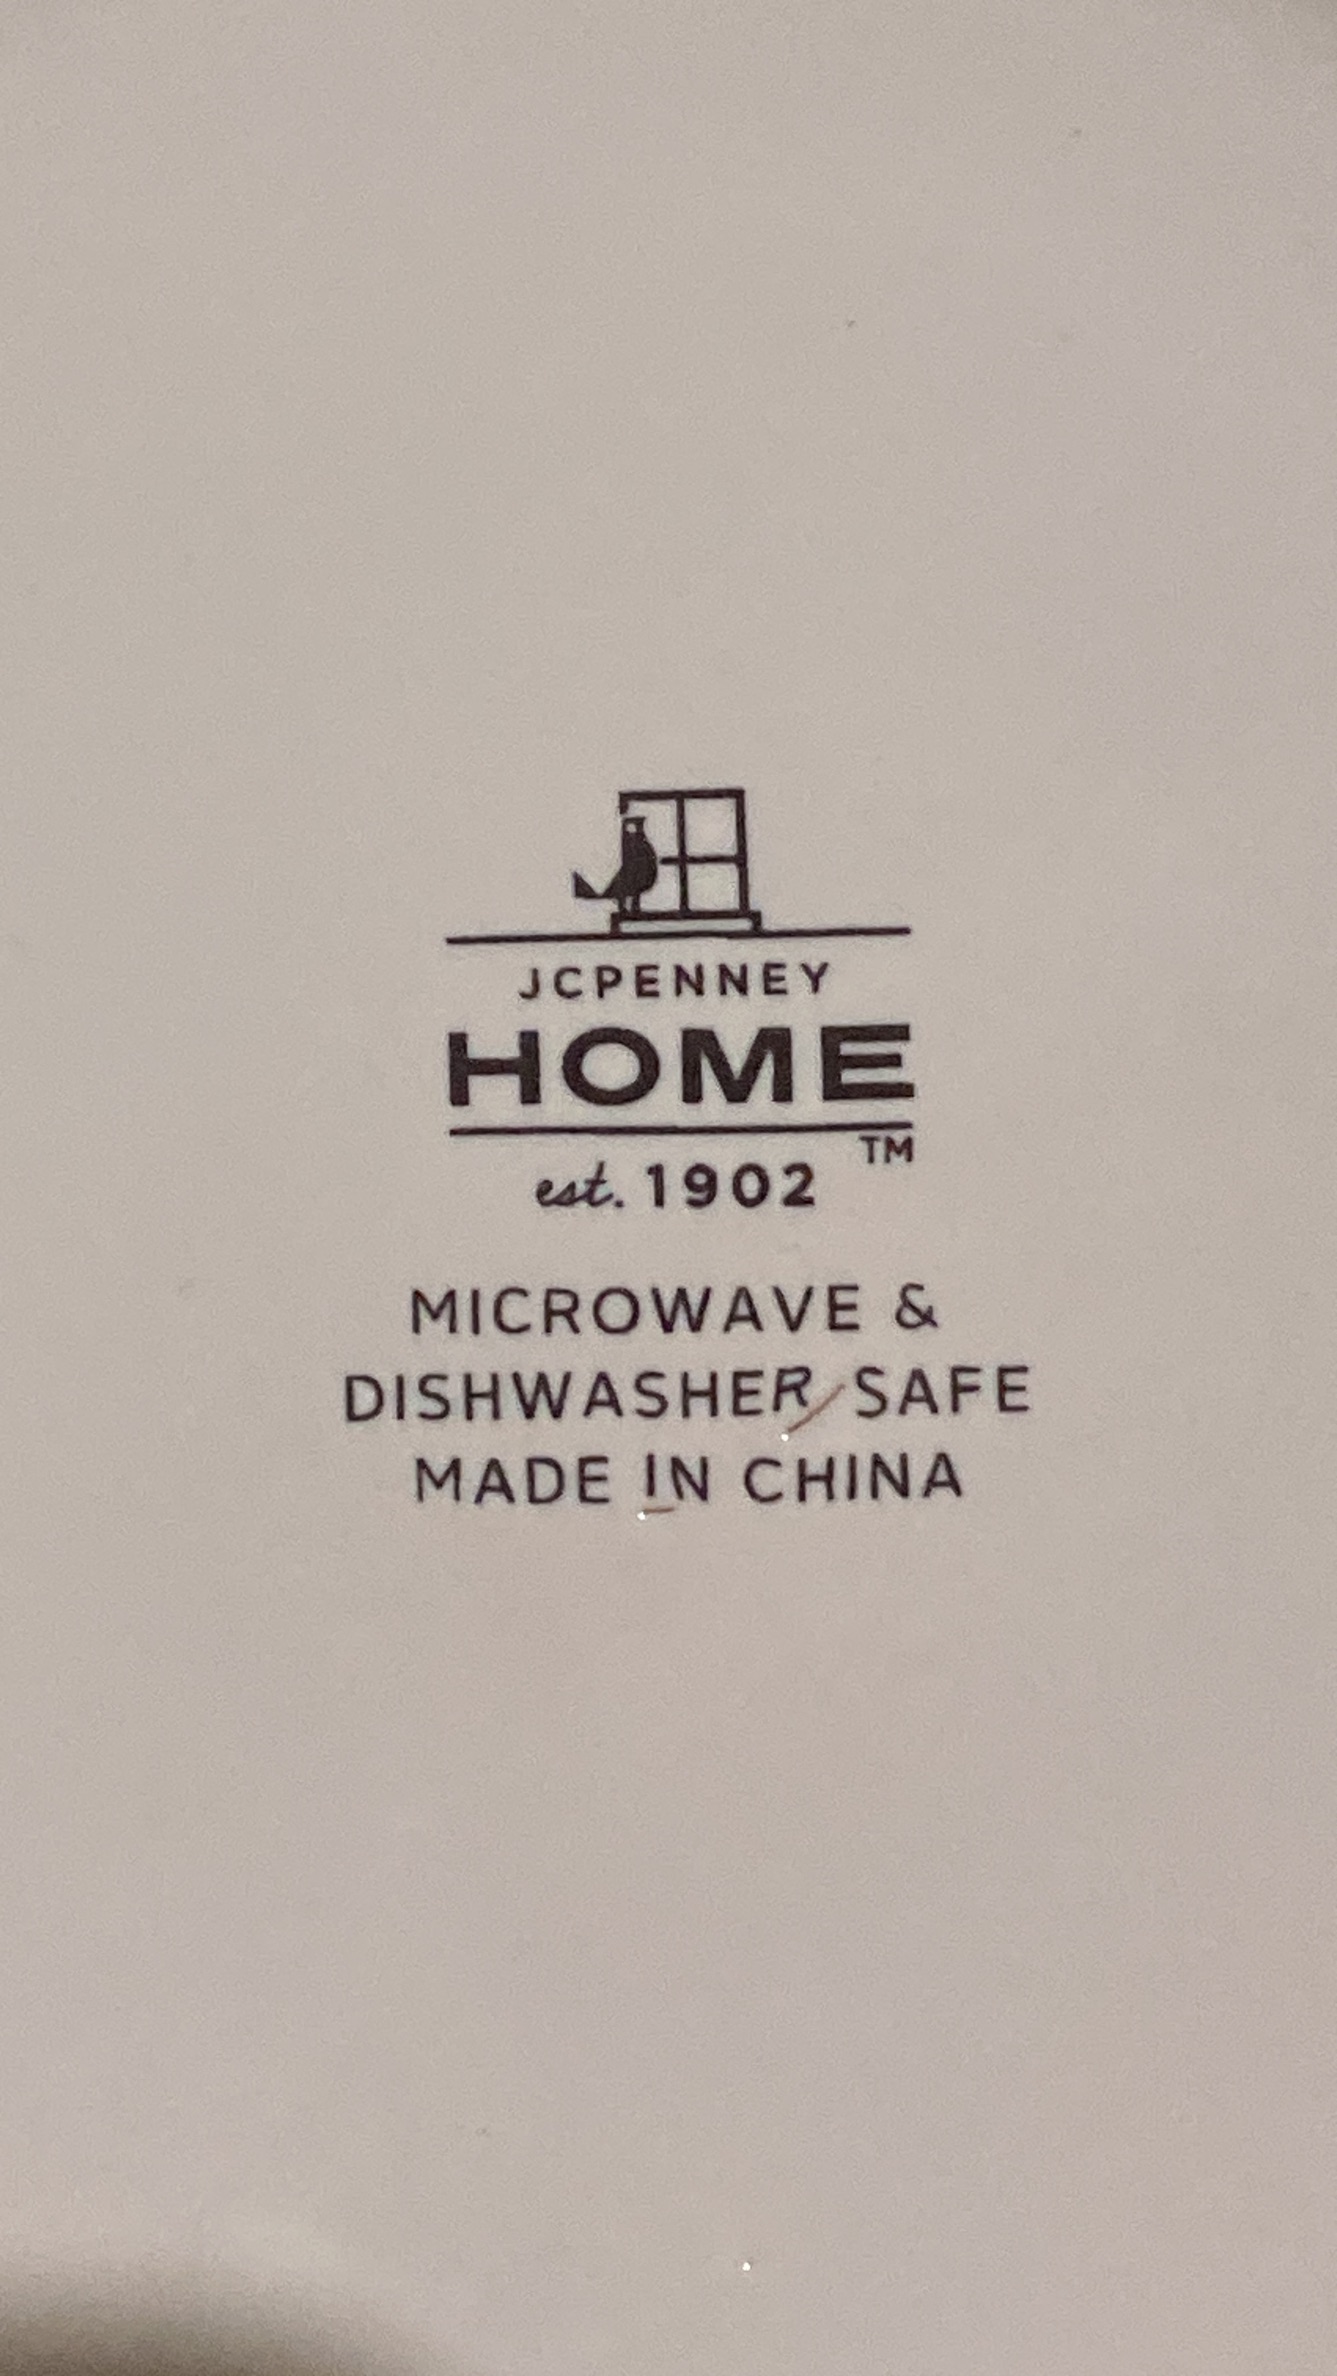 JCPENNEY
HOME
TM
est. 1902
MICROWAVE &
DISHWASHER SAFE
MADE IN CHINA